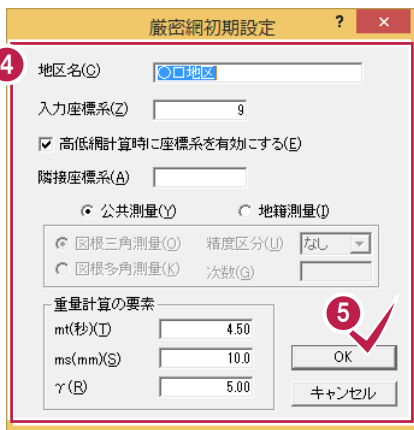 厳密網初期設定 ? ×
4
地区名(C) 〇口地区
入力座標系(Z) 9
高低網計算時に座標系を有効にする(E)
隣接座標系(A)
公共測量(Y) 地籍測量(I)
図根三角測量(O) 精度区分(U) なし
図根多角測量(K) 次数(G)
重量計算の要素
mt(秒)(T) 4.50
5
ms(mm)(S) 10.0 OK
γ(R) 5.00 キャンセル